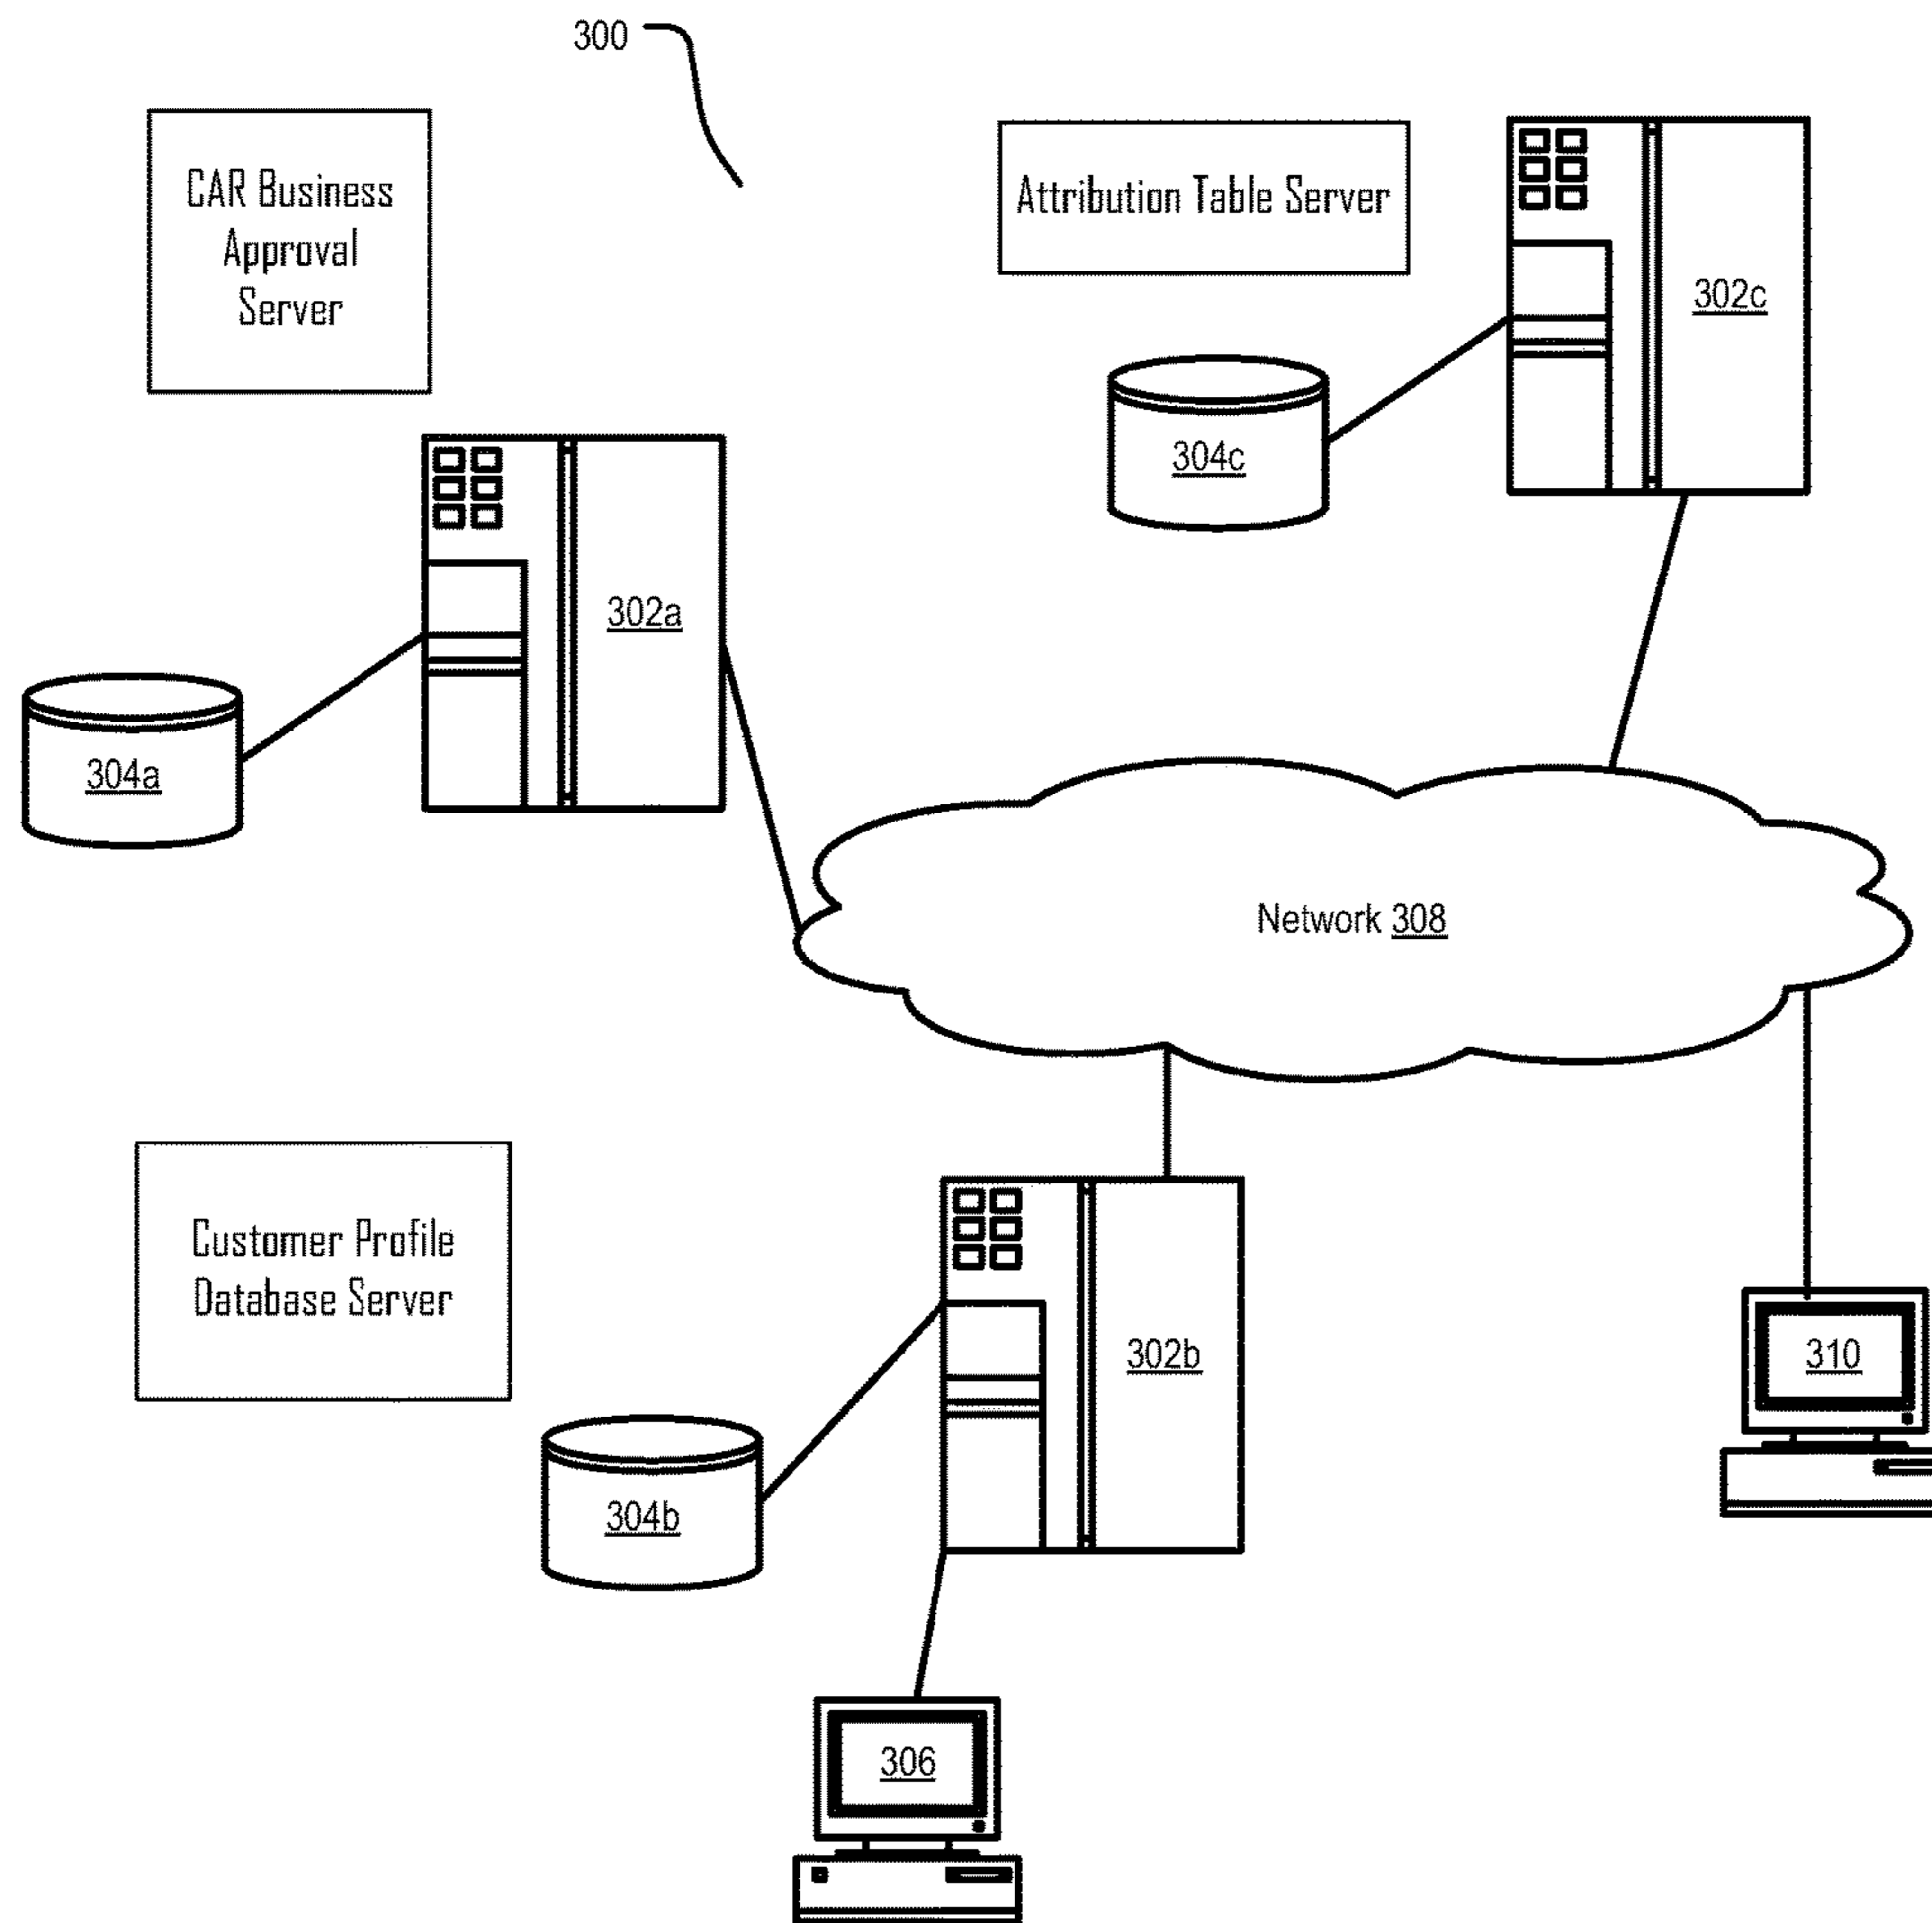 300
CAR Business
Approval
Server
Attribution Table Server
302c
304c
302a
304a
Network 308
Customer Profile
Database Server
302b
310
304b
306